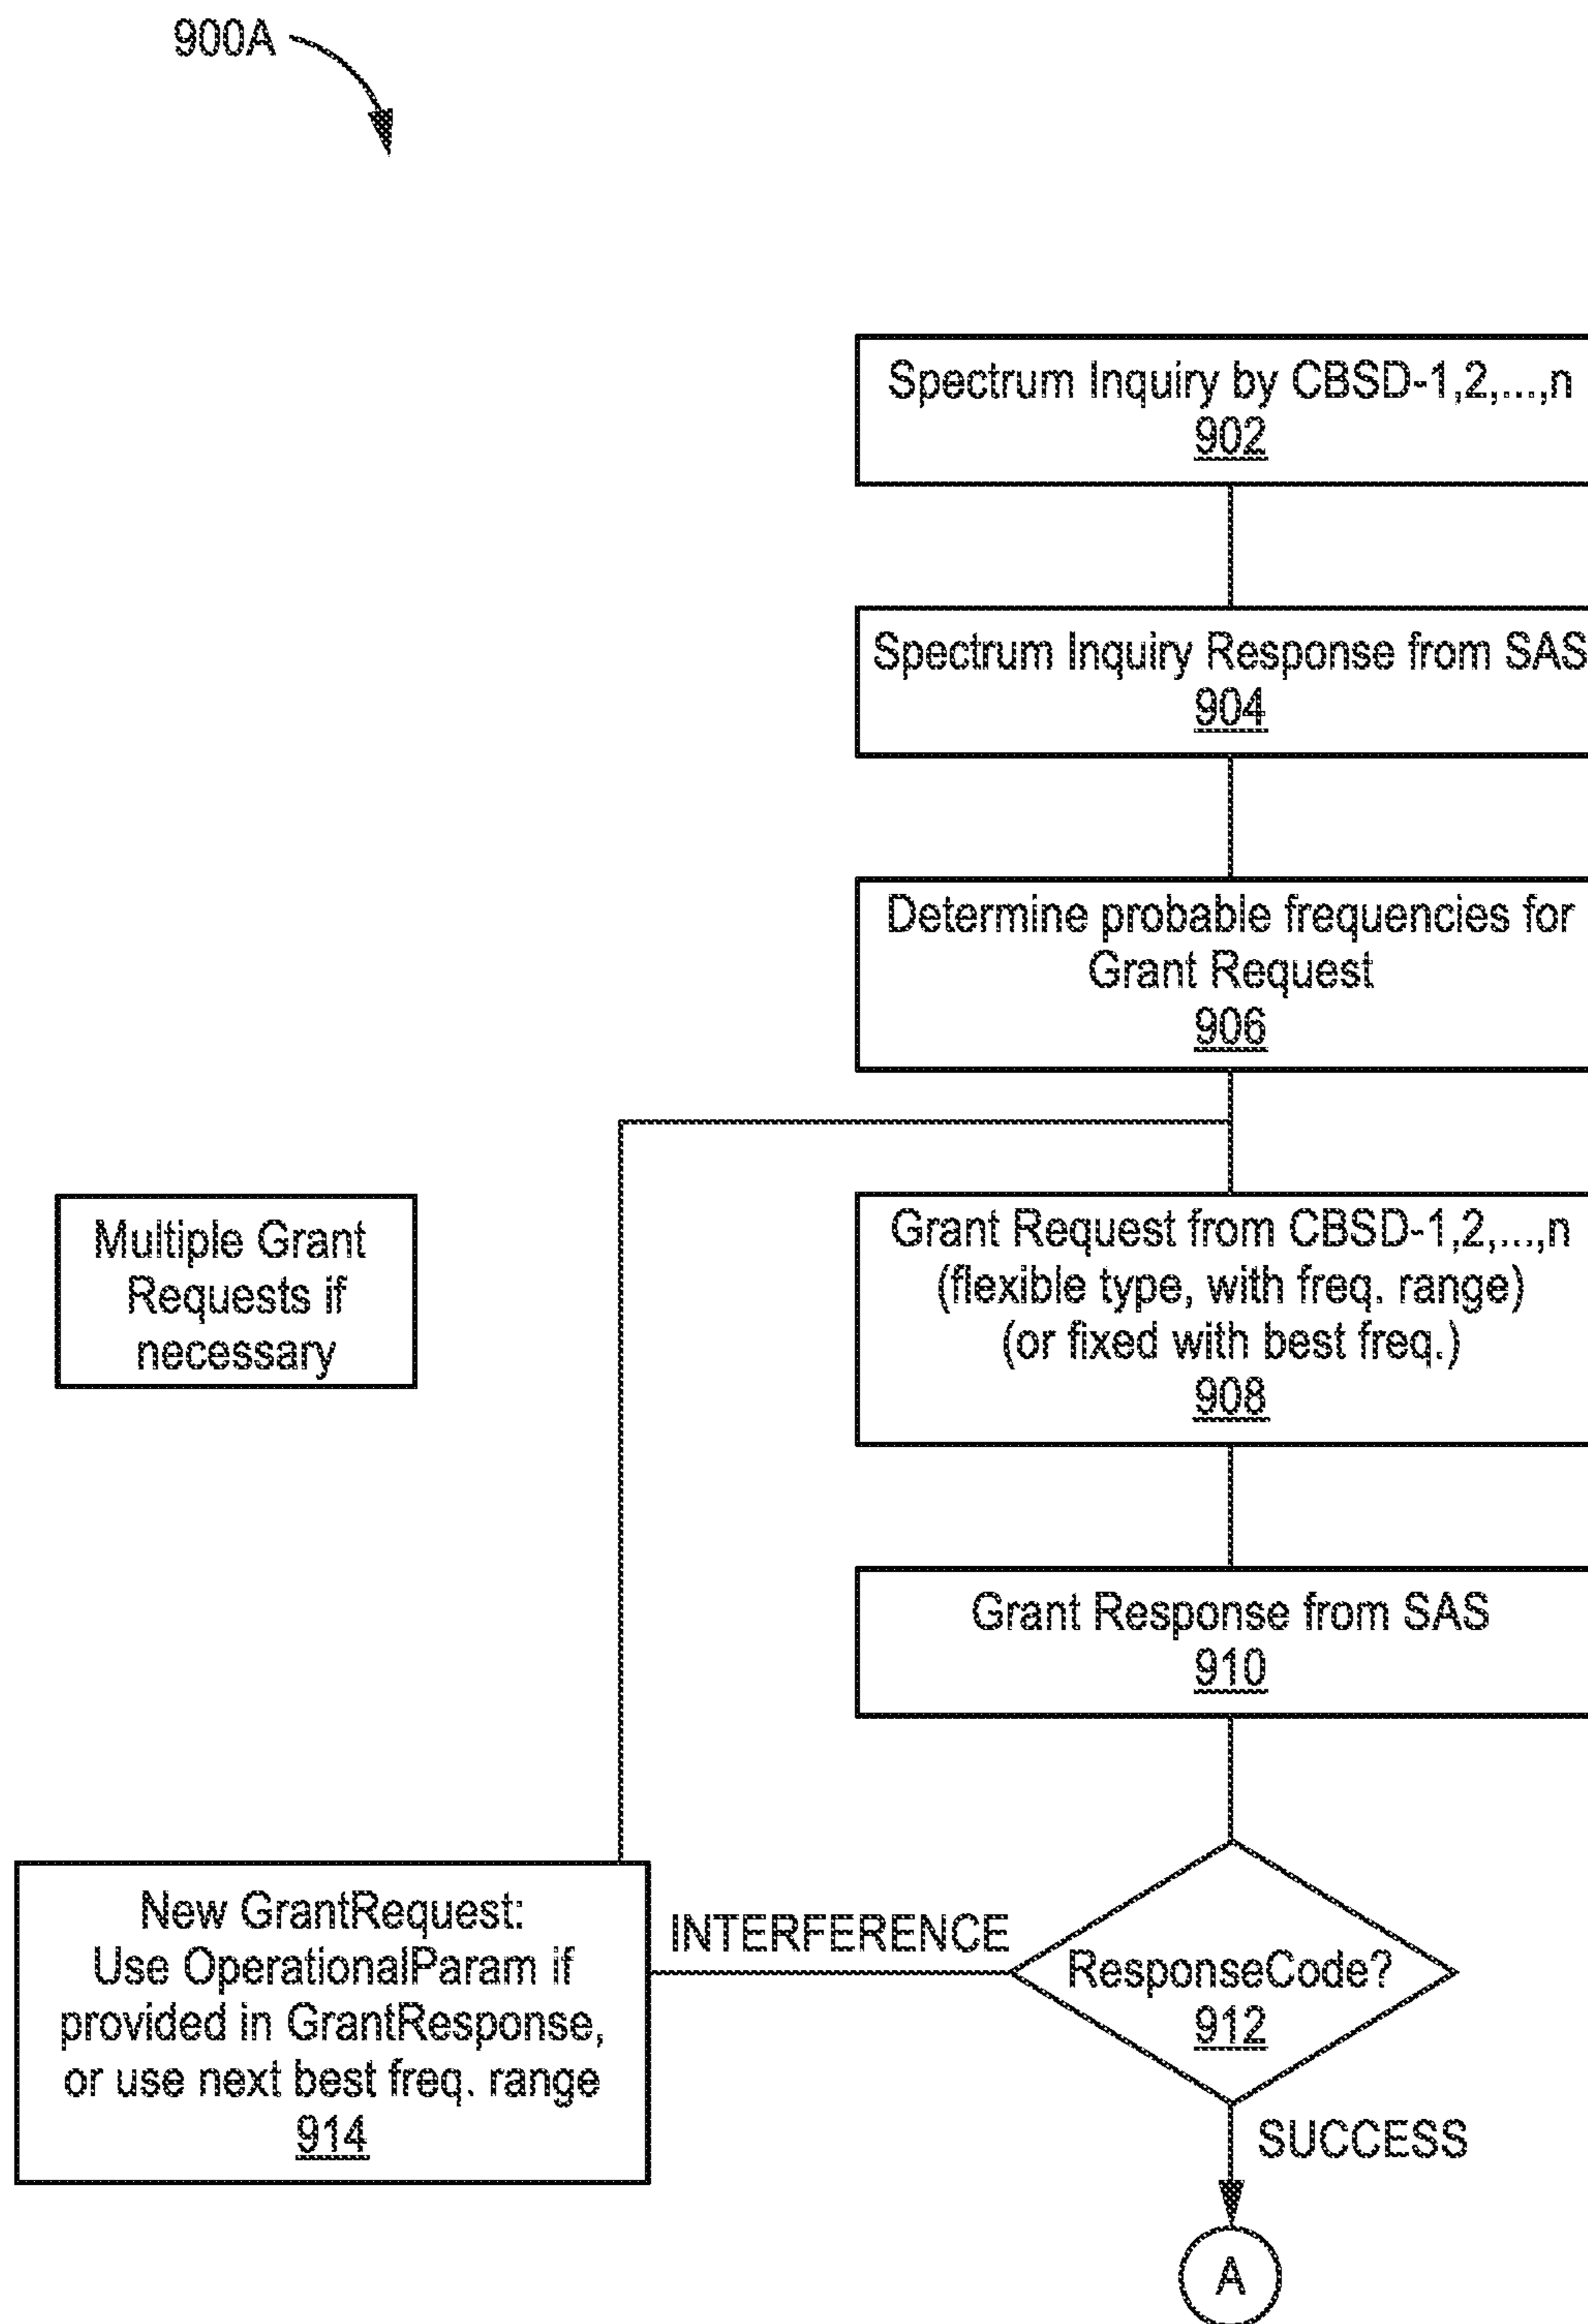 900A
Spectrum Inquiry by CBSD-1,2,...,n
902
Spectrum Inquiry Response from SAS
904
Determine probable frequencies for
Grant Request
906
Multiple Grant
Requests if
necessary
Grant Request from CBSD-1,2,...,n
(flexible type, with freq. range)
(or fixed with best freq.)
908
Grant Response from SAS
910
New GrantRequest:
Use OperationalParam if
provided in GrantResponse,
or use next best freq. range
914
INTERFERENCE
ResponseCode?
912
SUCCESS
A